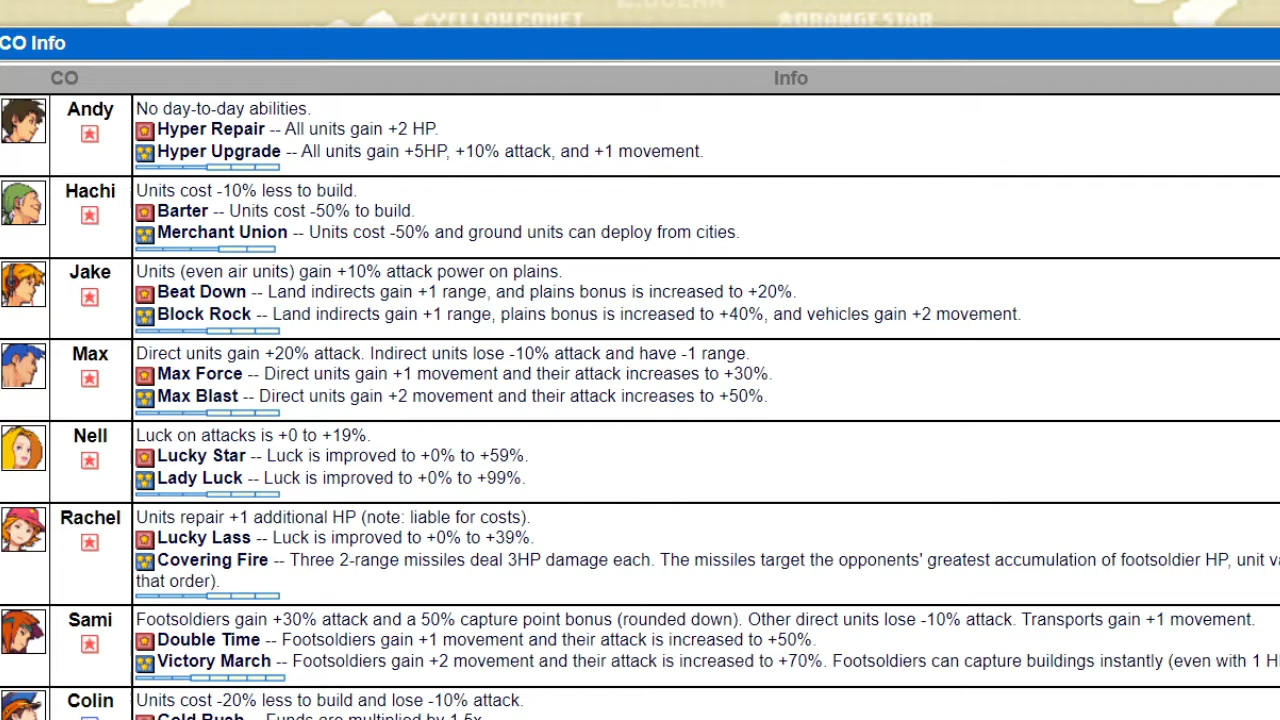 YELLOW COMET
ORANGE STAR
CO Info
CO
Info
Andy
No day-to-day abilities.
Hyper Repair -- All units gain +2 HP.
Hyper Upgrade -- All units gain +5HP, +10% attack, and +1 movement.
Hachi
Units cost -10% less to build.
Barter -- Units cost -50% to build.
Merchant Union -- Units cost -50% and ground units can deploy from cities.
Jake
Units (even air units) gain +10% attack power on plains.
Beat Down -- Land indirects gain +1 range, and plains bonus is increased to +20%.
Block Rock -- Land indirects gain +1 range, plains bonus is increased to +40%, and vehicles gain +2 movement.
Max
Direct units gain +20% attack. Indirect units lose -10% attack and have -1 range.
Max Force -- Direct units gain +1 movement and their attack increases to +30%.
Max Blast -- Direct units gain +2 movement and their attack increases to +50%.
Nell
Luck on attacks is +0 to +19%.
Lucky Star -- Luck is improved to +0% to +59%.
Lady Luck -- Luck is improved to +0% to +99%.
Rachel
Units repair +1 additional HP (note: liable for costs).
Lucky Lass -- Luck is improved to +0% to +39%.
Covering Fire -- Three 2-range missiles deal 3HP damage each. The missiles target the opponents' greatest accumulation of footsoldier HP, unit va
that order).
Sami
Footsoldiers gain +30% attack and a 50% capture point bonus (rounded down). Other direct units lose -10% attack. Transports gain +1 movement.
Double Time -- Footsoldiers gain +1 movement and their attack is increased to +50%.
Victory March -- Footsoldiers gain +2 movement and their attack is increased to +70%. Footsoldiers can capture buildings instantly (even with 1 H
Colin
Units cost -20% less to build and lose -10% attack.
Gold Rush -- Funds are multiplied by 1.5x